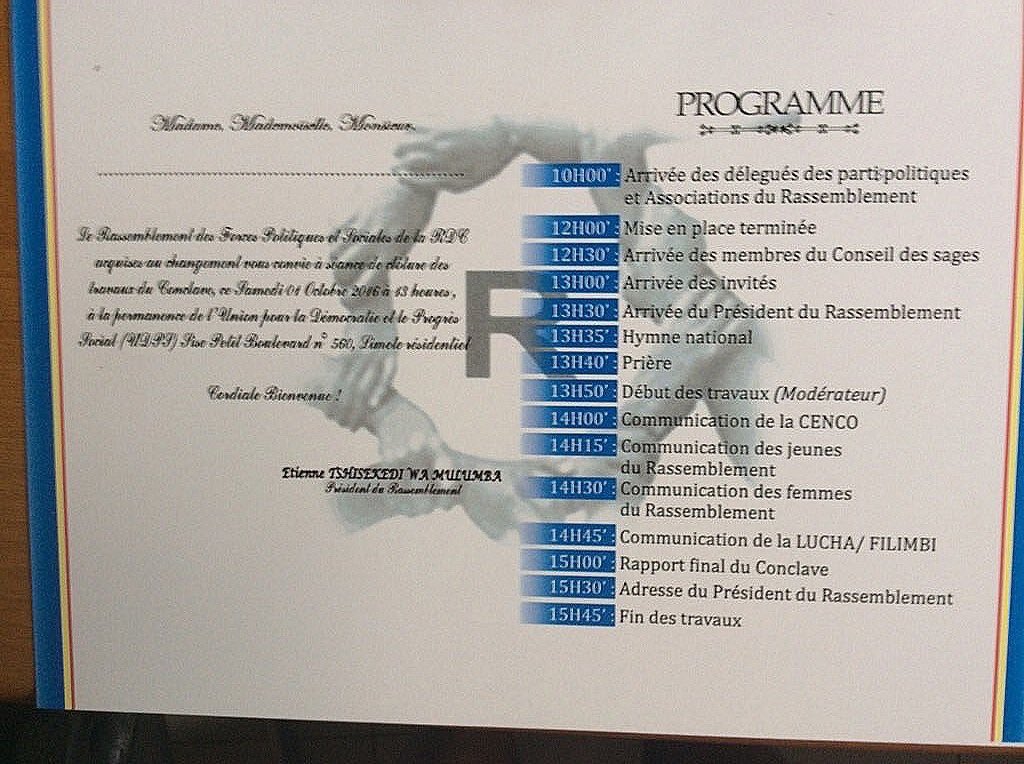 Madame, Mademoiselle, Monsieur,
Le Rassemblement des Forces Politiques et Sociales de la RDC
acquises au changement vous convie à séance de clôture des
travaux du Conclave, ce Samedi 01 Octobre 2016 à 13 heures,
à la permanence de l'Union pour la Démocratie et le Progrès
Social (UDPS) Sise Petit Boulevard n° 560, Limete résidentiel
Cordiale Bienvenue !
Etienne TSHISEKEDI WA MULUMBA
Président du Rassemblement
R
PROGRAMME
10H00' : Arrivée des délegués des partis politiques
et Associations du Rassemblement
12H00' : Mise en place terminée
12H30' : Arrivée des membres du Conseil des sages
13H00' : Arrivée des invités
13H30' : Arrivée du Président du Rassemblement
13H35' : Hymne national
13H40' : Prière
13H50' : Début des travaux (Modérateur)
14H00' : Communication de la CENCO
14H15' : Communication des jeunes
du Rassemblement
14H30' : Communication des femmes
du Rassemblement
14H45' : Communication de la LUCHA/ FILIMBI
15H00' : Rapport final du Conclave
15H30' : Adresse du Président du Rassemblement
15H45' : Fin des travaux